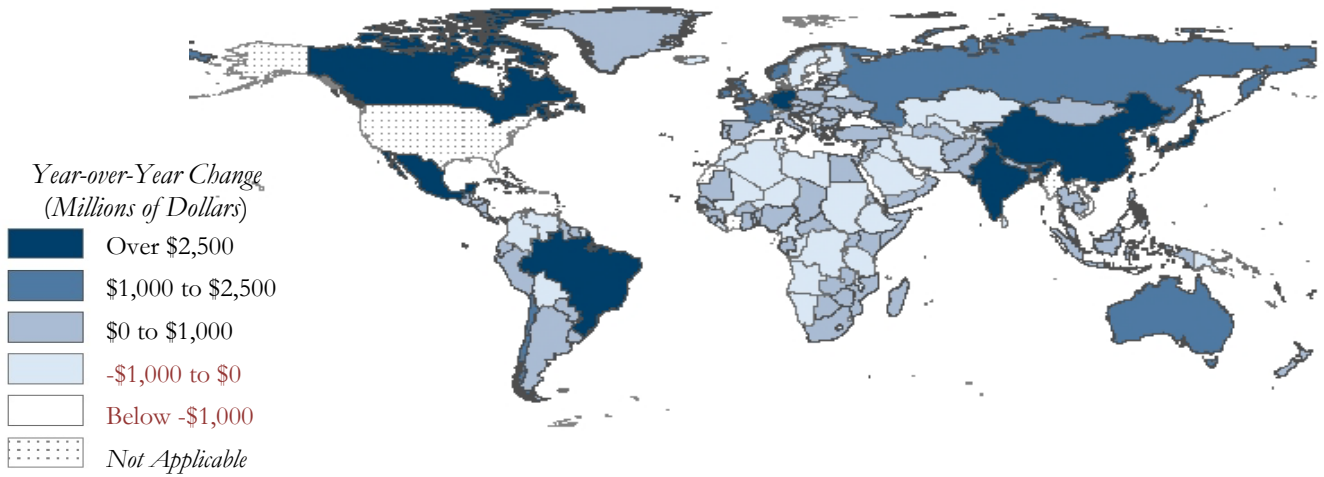 Year-over-Year Change
(Millions of Dollars)
Over $2,500
$1,000 to $2,500
$0 to $1,000
-$1,000 to $0
Below -$1,000
Not Applicable